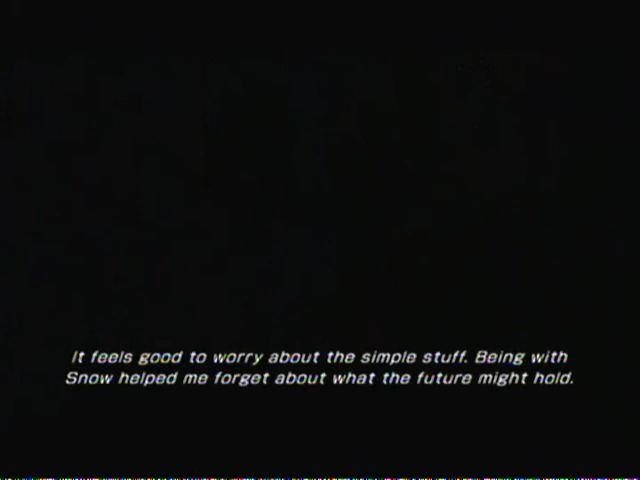 It feels good to worry about the simple stuff. Being with
Snow helped me forget about what the future might hold.